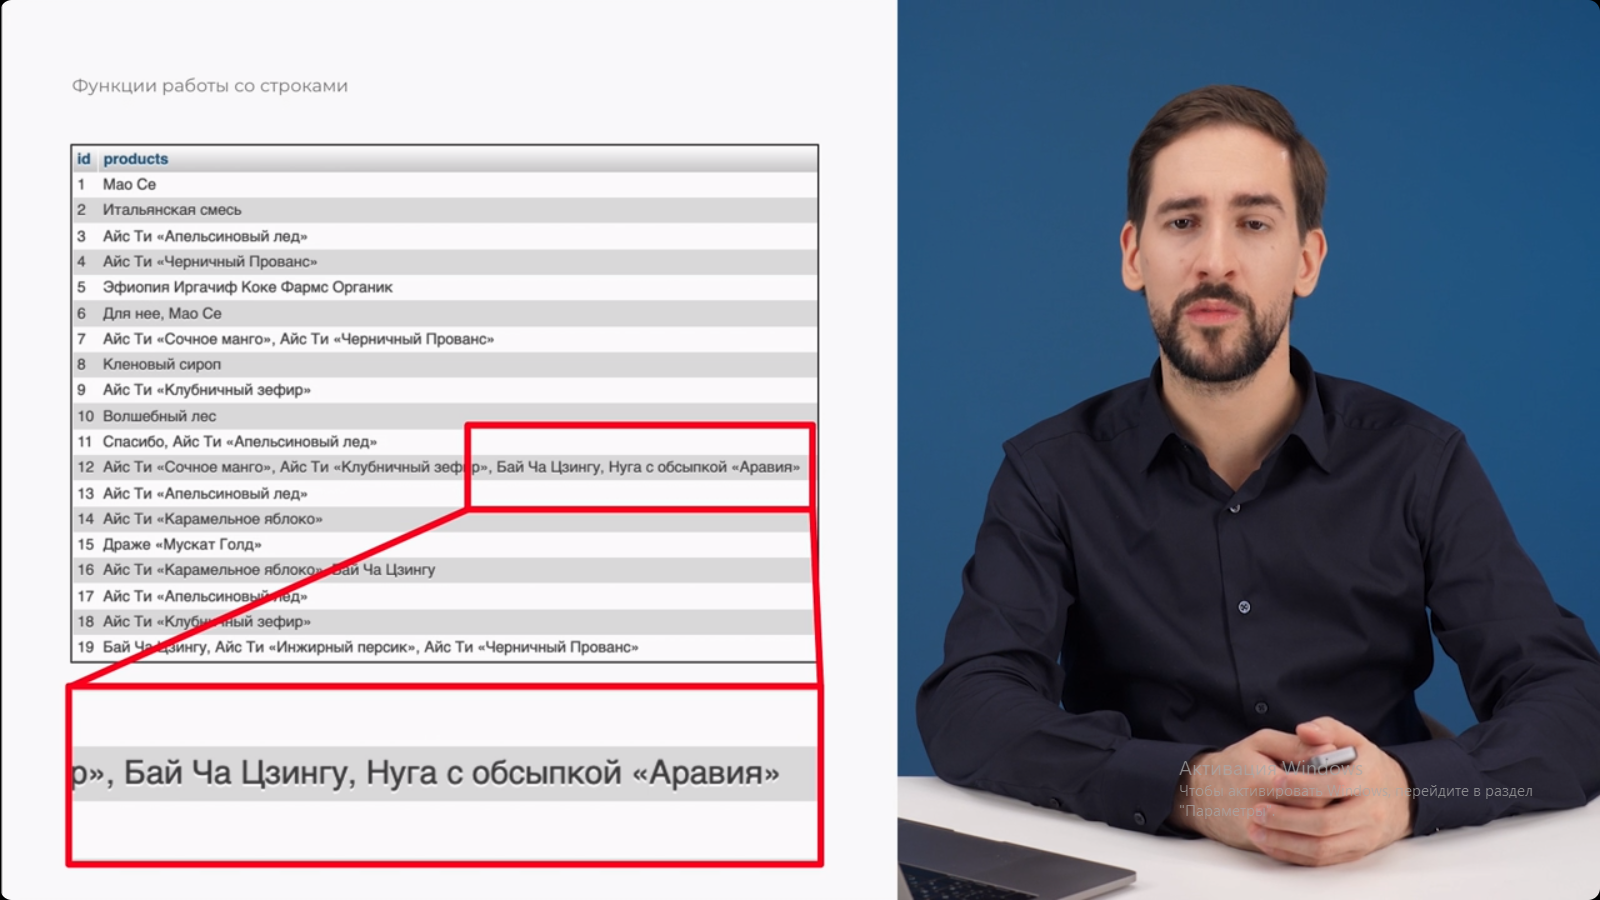 Функции работы со строками
id products
1 Мао Се
2 Итальянская смесь
3 Айс Ти «Апельсиновый лед»
4 Айс Ти «Черничный Прованс»
5 Эфиопия Иргачиф Коке Фармс Органик
6 Для нее, Мао Се
7 Айс Ти «Сочное манго», Айс Ти «Черничный Прованс»
8 Кленовый сироп
9 Айс Ти «Клубничный зефир»
10 Волшебный лес
11 Спасибо, Айс Ти «Апельсиновый лед»
12 Айс Ти «Сочное манго», Айс Ти «Клубничный зефир», Бай Ча Цзингу, Нуга с обсыпкой «Аравия»
13 Айс Ти «Апельсиновый лед»
14 Айс Ти «Карамельное яблоко»
15 Драже «Мускат Голд»
16 Айс Ти «Карамельное яблоко», Бай Ча Цзингу
17 Айс Ти «Апельсиновый лед»
18 Айс Ти «Клубничный зефир»
19 Бай Ча Цзингу, Айс Ти «Инжирный персик», Айс Ти «Черничный Прованс»
р», Бай Ча Цзингу, Нуга с обсыпкой «Аравия»
Активация Windows
Чтобы активировать Windows, перейдите в раздел
"Параметры".